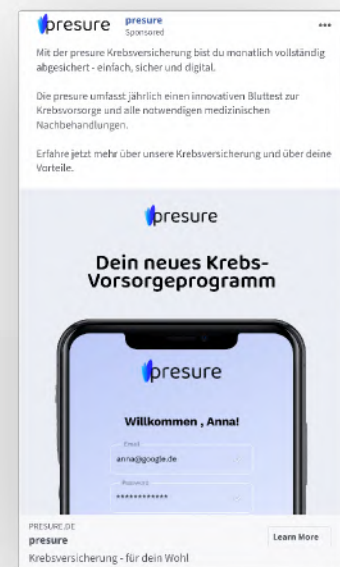 presure
presure
Sponsored
Mit der presure Krebsversicherung bist du monatlich vollständig
abgesichert - einfach, sicher und digital.
Die presure umfasst jährlich einen innovativen Bluttest zur
Krebsvorsorge und alle notwendigen medizinischen
Nachbehandlungen.
Erfahre jetzt mehr über unsere Krebsversicherung und über deine
Vorteile.
presure
Dein neues Krebs-
Vorsorgeprogramm
presure
Willkommen , Anna!
Email
anna@google.de
Password
************
PRESURE.DE
presure
Learn More
Krebsversicherung - für dein Wohl